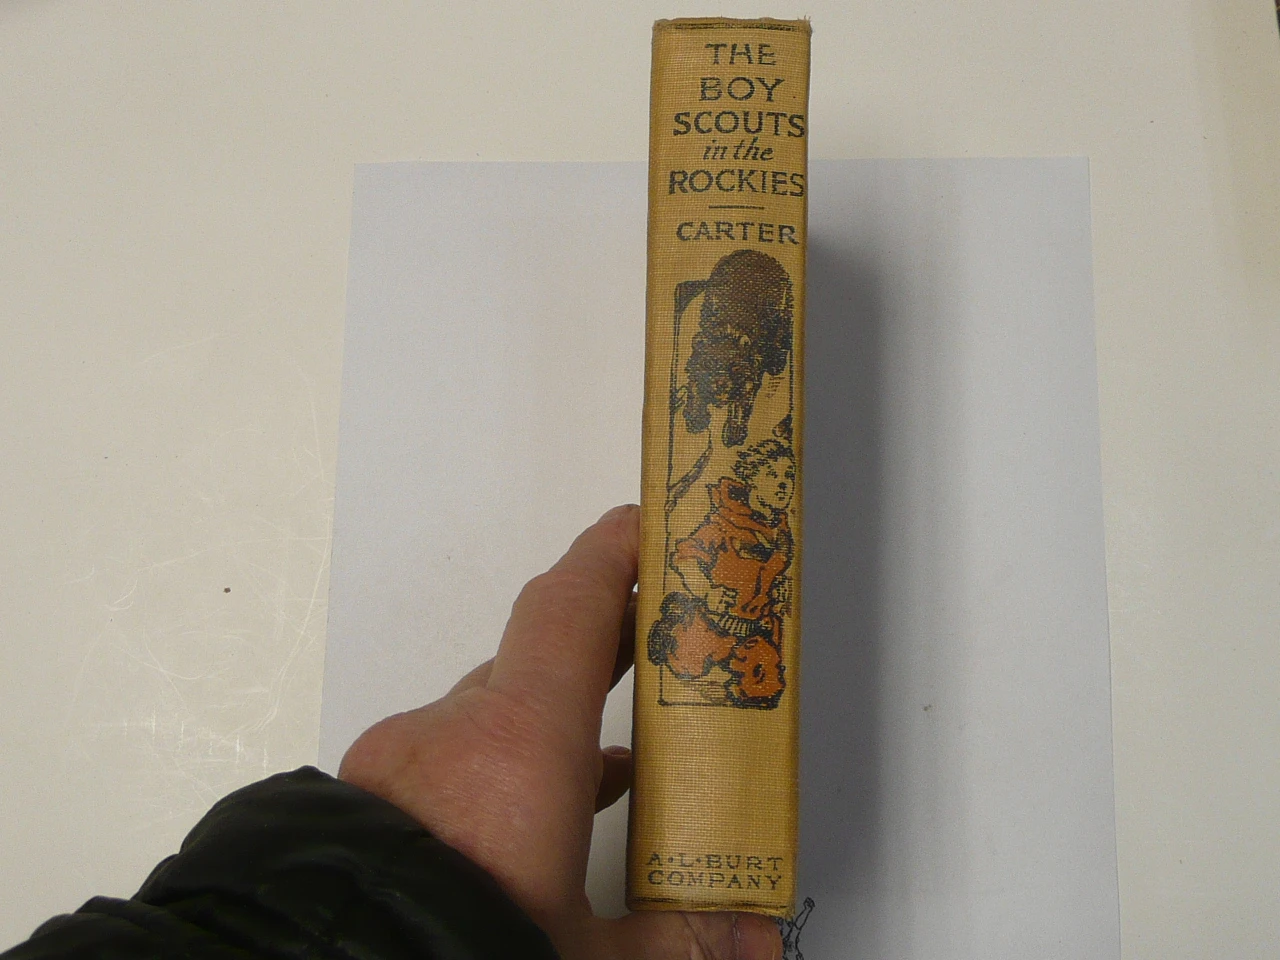 THE
BOY
SCOUTS
in the
ROCKIES
CARTER
A·L·BURT
COMPANY